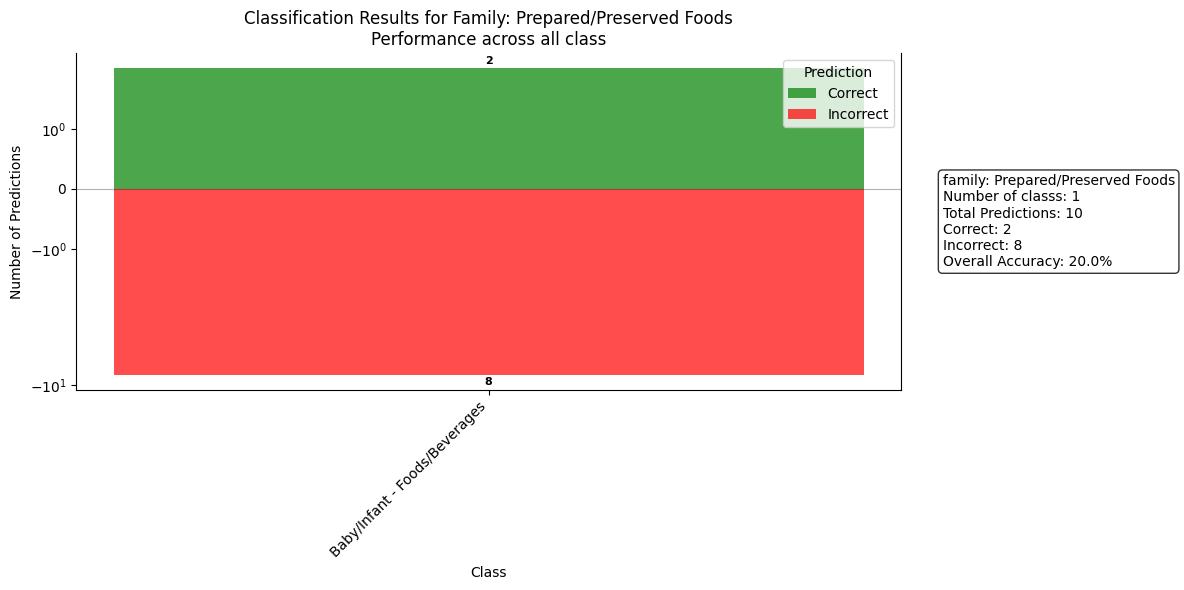 Classification Results for Family: Prepared/Preserved Foods
Performance across all class
Number of Predictions
10⁰
0
−10⁰
−10¹
2
8
Prediction
Correct
Incorrect
Baby/Infant - Foods/Beverages
Class
family: Prepared/Preserved Foods
Number of classs: 1
Total Predictions: 10
Correct: 2
Incorrect: 8
Overall Accuracy: 20.0%